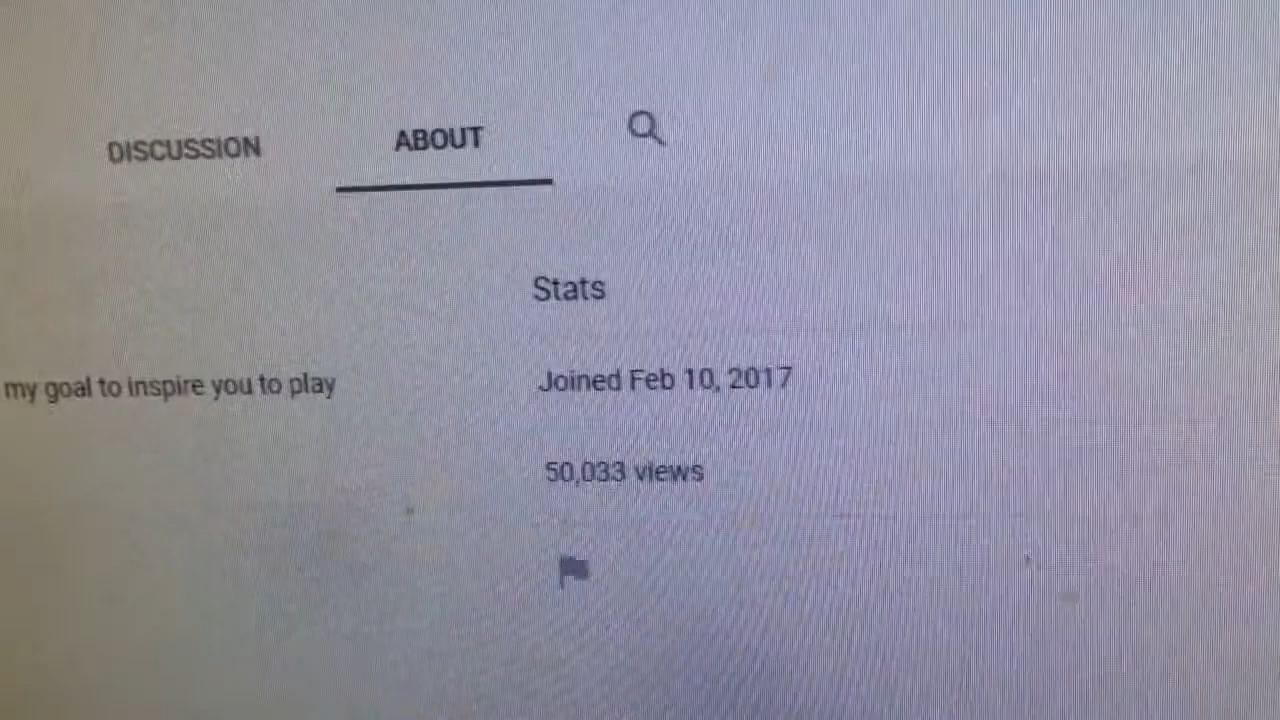 DISCUSSION
ABOUT
Stats
my goal to inspire you to play
Joined Feb 10, 2017
50,033 views